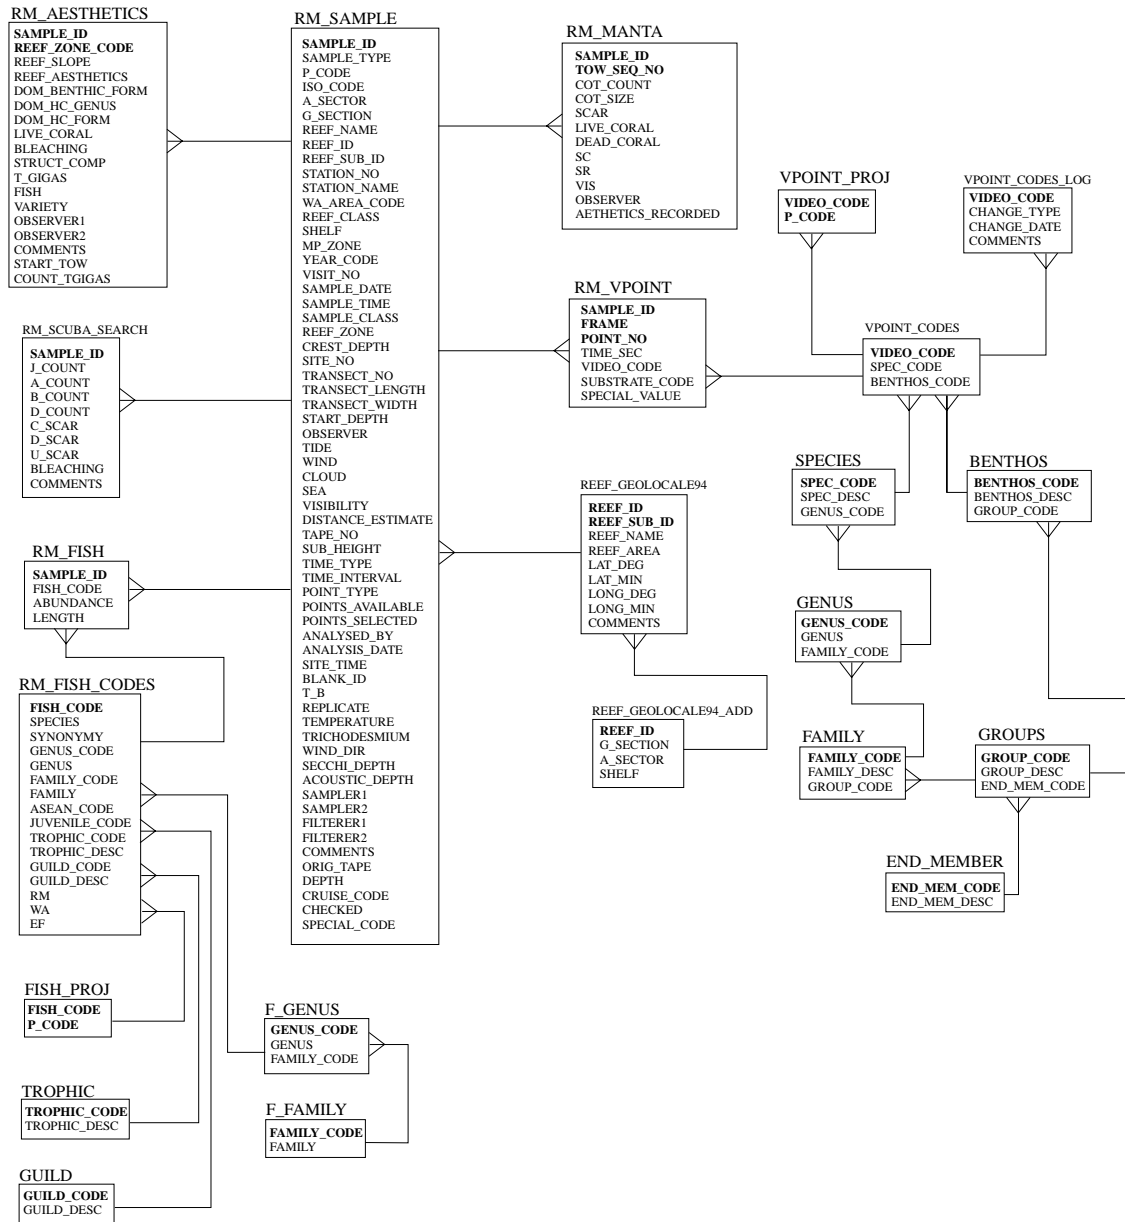 RM_AESTHETICS
SAMPLE_ID
REEF_ZONE_CODE
REEF_SLOPE
REEF_AESTHETICS
DOM_BENTHIC_FORM
DOM_HC_GENUS
DOM_HC_FORM
LIVE_CORAL
BLEACHING
STRUCT_COMP
T_GIGAS
FISH
VARIETY
OBSERVER1
OBSERVER2
COMMENTS
START_TOW
COUNT_TGIGAS
RM_SCUBA_SEARCH
SAMPLE_ID
J_COUNT
A_COUNT
B_COUNT
D_COUNT
C_SCAR
D_SCAR
U_SCAR
BLEACHING
COMMENTS
RM_FISH
SAMPLE_ID
FISH_CODE
ABUNDANCE
LENGTH
RM_FISH_CODES
FISH_CODE
SPECIES
SYNONYMY
GENUS_CODE
GENUS
FAMILY_CODE
FAMILY
ASEAN_CODE
JUVENILE_CODE
TROPHIC_CODE
TROPHIC_DESC
GUILD_CODE
GUILD_DESC
RM
WA
EF
FISH_PROJ
FISH_CODE
P_CODE
TROPHIC
TROPHIC_CODE
TROPHIC_DESC
GUILD
GUILD_CODE
GUILD_DESC
RM_SAMPLE
SAMPLE_ID
SAMPLE_TYPE
P_CODE
ISO_CODE
A_SECTOR
G_SECTION
REEF_NAME
REEF_ID
REEF_SUB_ID
STATION_NO
STATION_NAME
WA_AREA_CODE
REEF_CLASS
SHELF
MP_ZONE
YEAR_CODE
VISIT_NO
SAMPLE_DATE
SAMPLE_TIME
SAMPLE_CLASS
REEF_ZONE
CREST_DEPTH
SITE_NO
TRANSECT_NO
TRANSECT_LENGTH
TRANSECT_WIDTH
START_DEPTH
OBSERVER
TIDE
WIND
CLOUD
SEA
VISIBILITY
DISTANCE_ESTIMATE
TAPE_NO
SUB_HEIGHT
TIME_TYPE
TIME_INTERVAL
POINT_TYPE
POINTS_AVAILABLE
POINTS_SELECTED
ANALYSED_BY
ANALYSIS_DATE
SITE_TIME
BLANK_ID
T_B
REPLICATE
TEMPERATURE
TRICHODESMIUM
WIND_DIR
SECCHI_DEPTH
ACOUSTIC_DEPTH
SAMPLER1
SAMPLER2
FILTERER1
FILTERER2
COMMENTS
ORIG_TAPE
DEPTH
CRUISE_CODE
CHECKED
SPECIAL_CODE
F_GENUS
GENUS_CODE
GENUS
FAMILY_CODE
F_FAMILY
FAMILY_CODE
FAMILY
RM_MANTA
SAMPLE_ID
TOW_SEQ_NO
COT_COUNT
COT_SIZE
SCAR
LIVE_CORAL
DEAD_CORAL
SC
SR
VIS
OBSERVER
AETHETICS_RECORDED
RM_VPOINT
SAMPLE_ID
FRAME
POINT_NO
TIME_SEC
VIDEO_CODE
SUBSTRATE_CODE
SPECIAL_VALUE
REEF_GEOLOCALE94
REEF_ID
REEF_SUB_ID
REEF_NAME
REEF_AREA
LAT_DEG
LAT_MIN
LONG_DEG
LONG_MIN
COMMENTS
REEF_GEOLOCALE94_ADD
REEF_ID
G_SECTION
A_SECTOR
SHELF
VPOINT_PROJ
VIDEO_CODE
P_CODE
VPOINT_CODES_LOG
VIDEO_CODE
CHANGE_TYPE
CHANGE_DATE
COMMENTS
VPOINT_CODES
VIDEO_CODE
SPEC_CODE
BENTHOS_CODE
SPECIES
SPEC_CODE
SPEC_DESC
GENUS_CODE
BENTHOS
BENTHOS_CODE
BENTHOS_DESC
GROUP_CODE
GENUS
GENUS_CODE
GENUS
FAMILY_CODE
FAMILY
FAMILY_CODE
FAMILY_DESC
GROUP_CODE
GROUPS
GROUP_CODE
GROUP_DESC
END_MEM_CODE
END_MEMBER
END_MEM_CODE
END_MEM_DESC